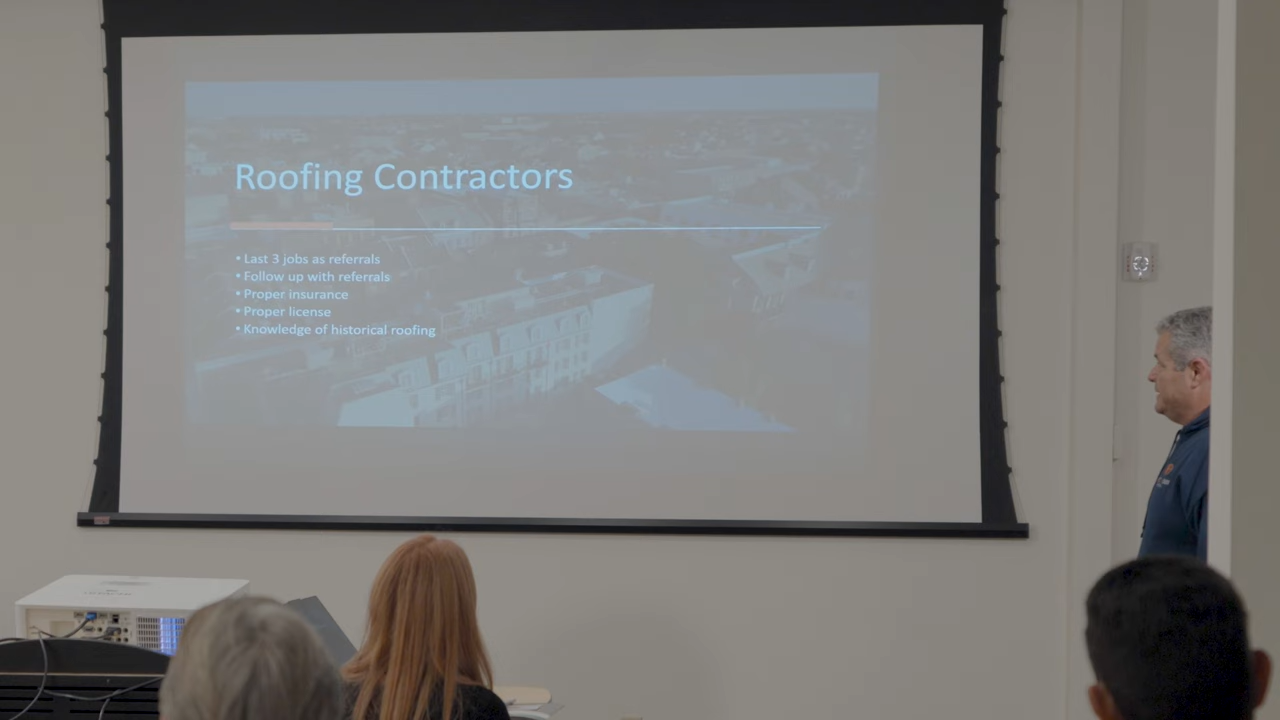 Roofing Contractors
• Last 3 jobs as referrals
• Follow up with referrals
• Proper insurance
• Proper license
• Knowledge of historical roofing